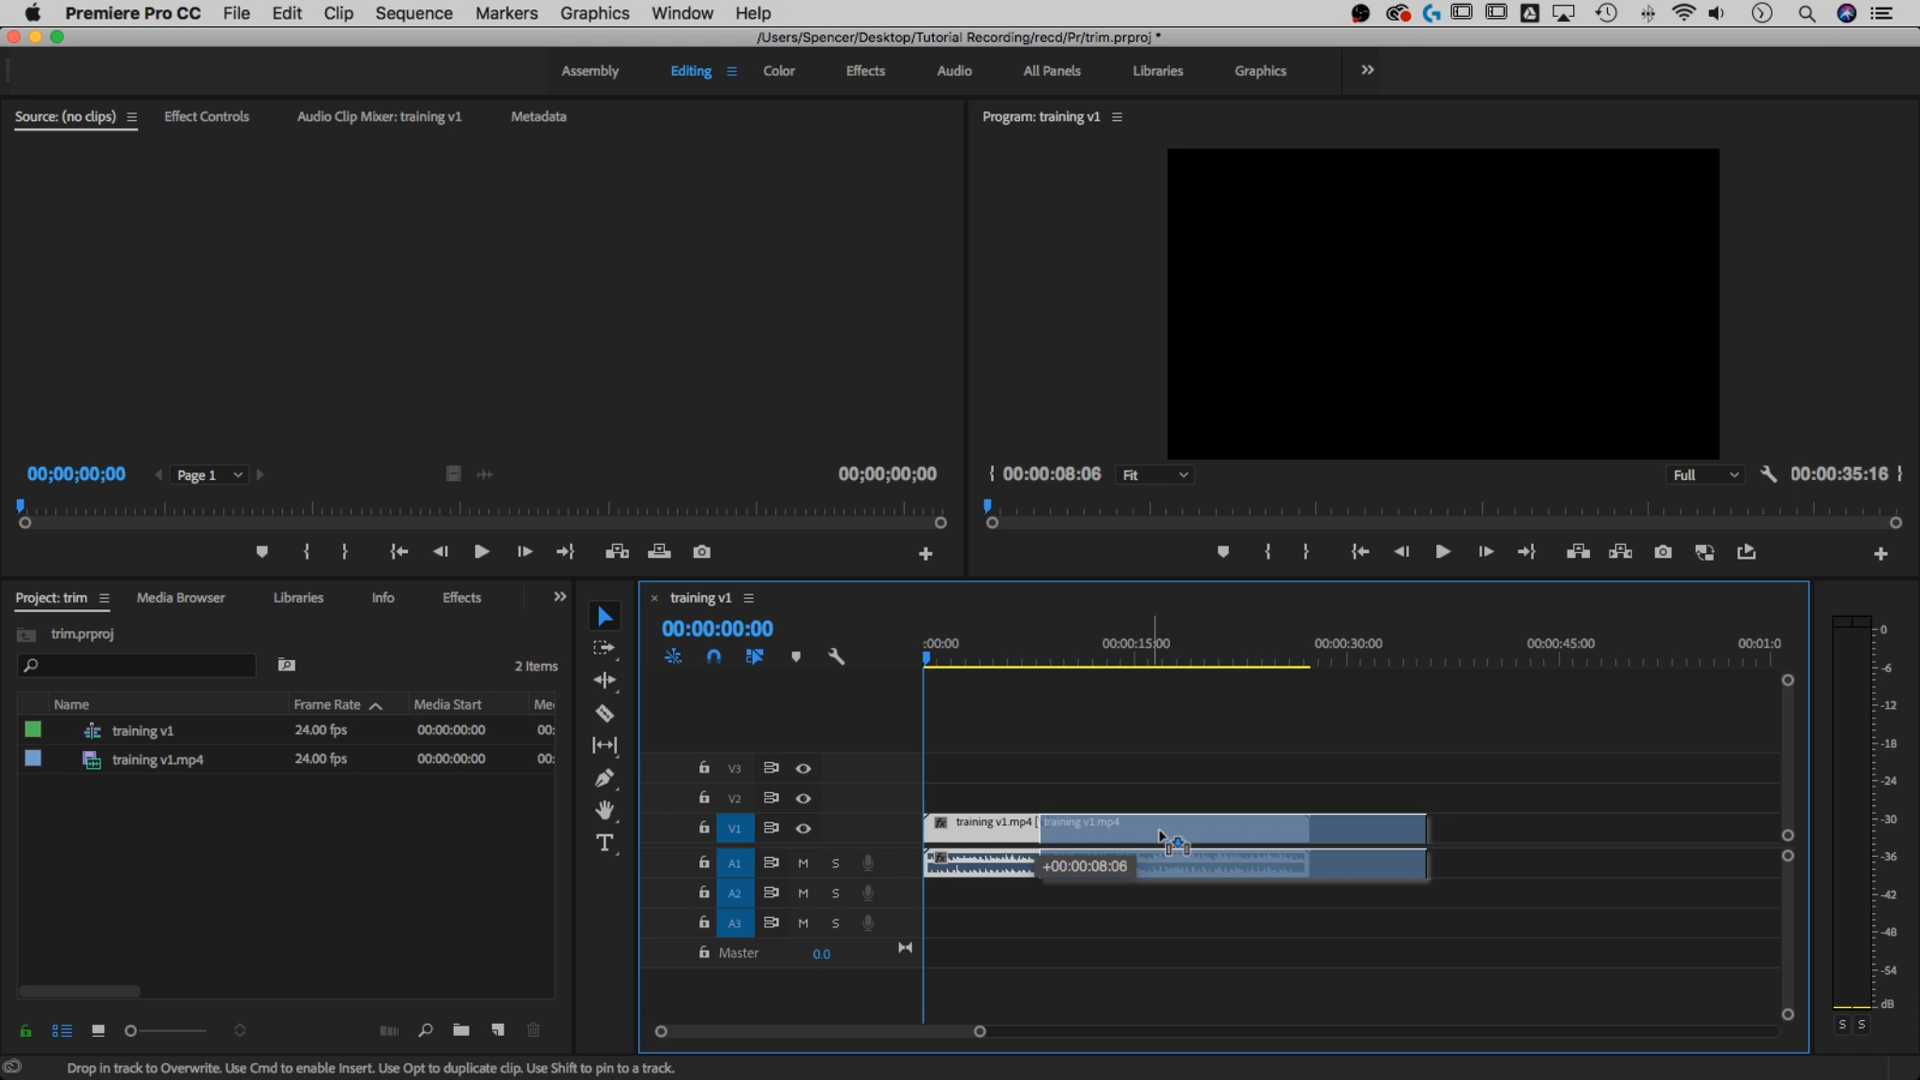 Premiere Pro CC File Edit Clip Sequence Markers Graphics Window Help
/Users/Spencer/Desktop/Tutorial Recording/recd/Pr/trim.prproj *
Assembly Editing Color Effects Audio All Panels Libraries Graphics
Source: (no clips) Effect Controls Audio Clip Mixer: training v1 Metadata
Program: training v1
00;00;00;00 Page 1 00;00;00;00
00:00:08:06 Fit Full 00:00:35:16
Project: trim Media Browser Libraries Info Effects
trim.prproj
2 Items
Name Frame Rate Media Start Me
training v1 24.00 fps 00:00:00:00 00:
training v1.mp4 24.00 fps 00:00:00:00 00:
training v1
00:00:00:00
:00:00 00:00:15:00 00:00:30:00 00:00:45:00 00:01:0
V3
V2
V1 fx training v1.mp4 [ training v1.mp4
A1 M S fx +00:00:08:06
A2 M S
A3 M S
Master 0.0
0
-6
-12
-18
-24
-30
-36
-42
-48
-54
dB
S S
Drop in track to Overwrite. Use Cmd to enable Insert. Use Opt to duplicate clip. Use Shift to pin to a track.